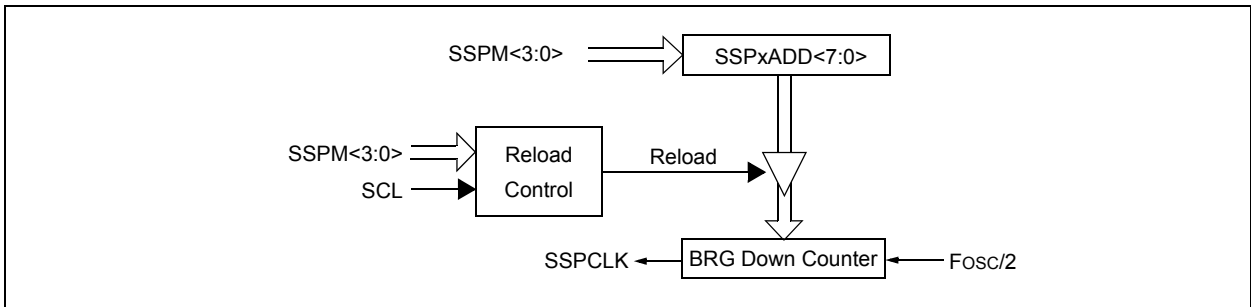 SSPM<3:0>
SSPxADD<7:0>
SSPM<3:0>
SCL
Reload
Control
Reload
SSPCLK
BRG Down Counter
FOSC/2